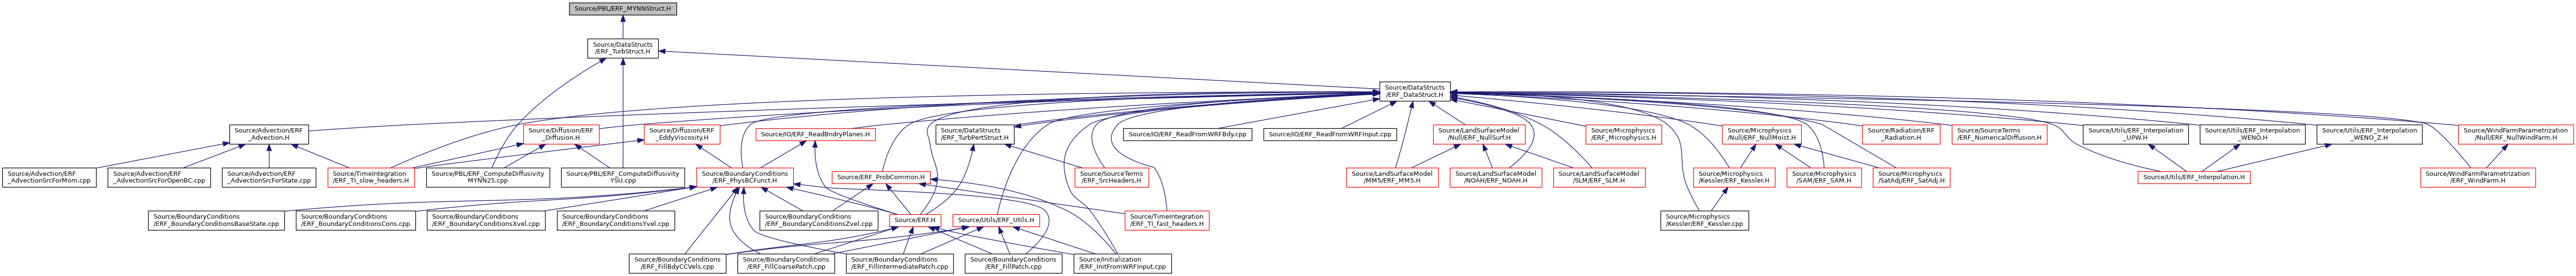 Source/PBL/ERF_MYNNStruct.H
Source/DataStructs
/ERF_TurbStruct.H
Source/DataStructs
/ERF_DataStruct.H
Source/Advection/ERF
_Advection.H
Source/Diffusion/ERF
_Diffusion.H
Source/Diffusion/ERF
_EddyViscosity.H
Source/IO/ERF_ReadBndryPlanes.H
Source/DataStructs
/ERF_TurbPertStruct.H
Source/IO/ERF_ReadFromWRFBdy.cpp
Source/IO/ERF_ReadFromWRFInput.cpp
Source/LandSurfaceModel
/Null/ERF_NullSurf.H
Source/Microphysics
/ERF_Microphysics.H
Source/Microphysics
/Null/ERF_NullMoist.H
Source/Radiation/ERF
_Radiation.H
Source/SourceTerms
/ERF_NumericalDiffusion.H
Source/Utils/ERF_Interpolation
_UPW.H
Source/Utils/ERF_Interpolation
_WENO.H
Source/Utils/ERF_Interpolation
_WENO_Z.H
Source/WindFarmParametrization
/Null/ERF_NullWindFarm.H
Source/Advection/ERF
_AdvectionSrcForMom.cpp
Source/Advection/ERF
_AdvectionSrcForOpenBC.cpp
Source/Advection/ERF
_AdvectionSrcForState.cpp
Source/TimeIntegration
/ERF_TI_slow_headers.H
Source/PBL/ERF_ComputeDiffusivity
MYNN25.cpp
Source/PBL/ERF_ComputeDiffusivity
YSU.cpp
Source/BoundaryConditions
/ERF_PhysBCFunct.H
Source/ERF_ProbCommon.H
Source/SourceTerms
/ERF_SrcHeaders.H
Source/LandSurfaceModel
/MM5/ERF_MM5.H
Source/LandSurfaceModel
/NOAH/ERF_NOAH.H
Source/LandSurfaceModel
/SLM/ERF_SLM.H
Source/Microphysics
/Kessler/ERF_Kessler.H
Source/Microphysics
/SAM/ERF_SAM.H
Source/Microphysics
/SatAdj/ERF_SatAdj.H
Source/Utils/ERF_Interpolation.H
Source/WindFarmParametrization
/ERF_WindFarm.H
Source/BoundaryConditions
/ERF_BoundaryConditionsBaseState.cpp
Source/BoundaryConditions
/ERF_BoundaryConditionsCons.cpp
Source/BoundaryConditions
/ERF_BoundaryConditionsXvel.cpp
Source/BoundaryConditions
/ERF_BoundaryConditionsYvel.cpp
Source/BoundaryConditions
/ERF_BoundaryConditionsZvel.cpp
Source/ERF.H
Source/Utils/ERF_Utils.H
Source/TimeIntegration
/ERF_TI_fast_headers.H
Source/Microphysics
/Kessler/ERF_Kessler.cpp
Source/BoundaryConditions
/ERF_FillBdyCCVels.cpp
Source/BoundaryConditions
/ERF_FillCoarsePatch.cpp
Source/BoundaryConditions
/ERF_FillIntermediatePatch.cpp
Source/BoundaryConditions
/ERF_FillPatch.cpp
Source/Initialization
/ERF_InitFromWRFInput.cpp